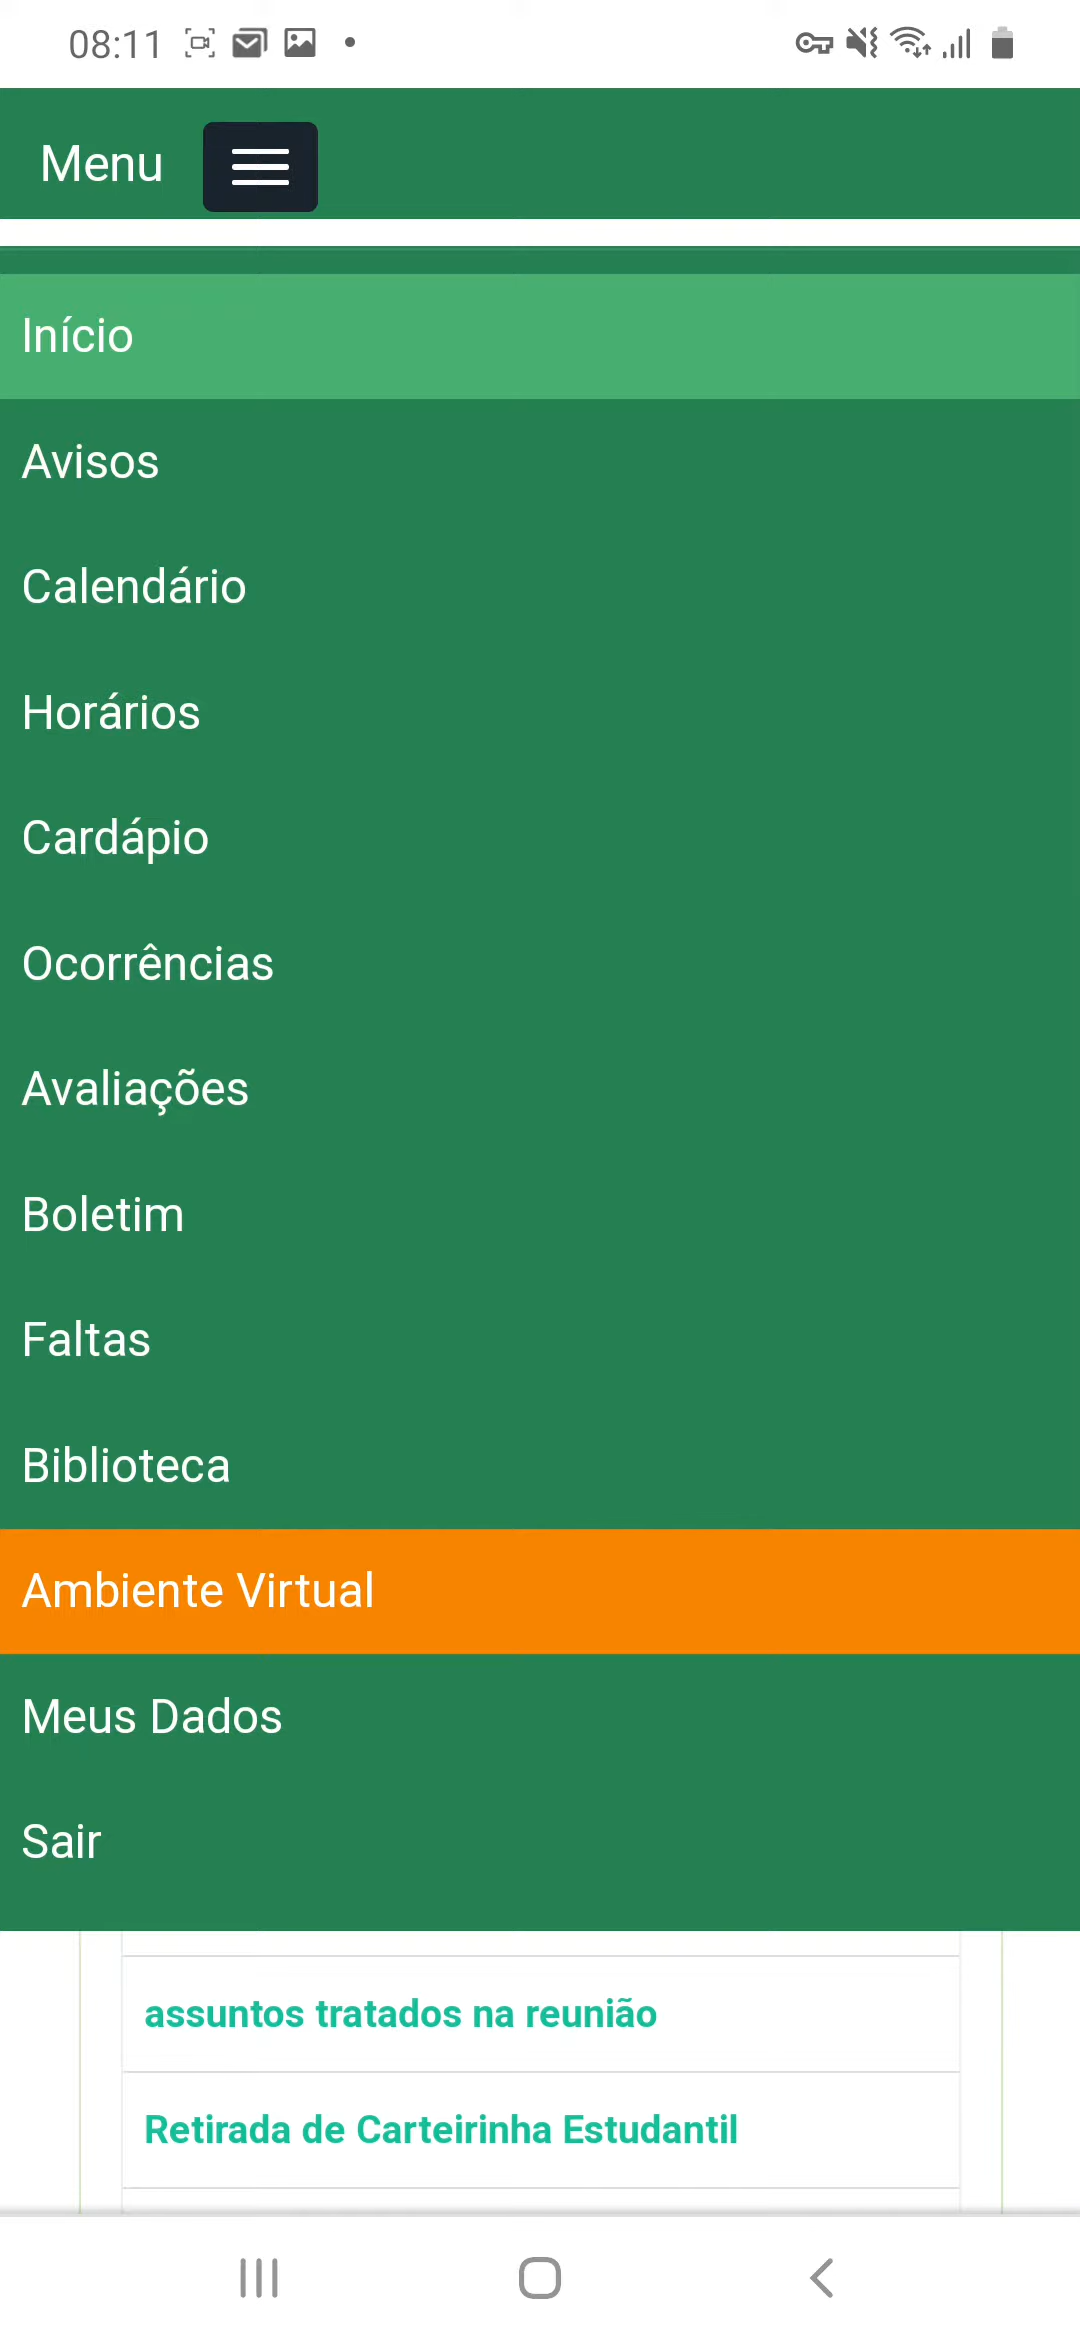 08:11
Menu
Início
Avisos
Calendário
Horários
Cardápio
Ocorrências
Avaliações
Boletim
Faltas
Biblioteca
Ambiente Virtual
Meus Dados
Sair
assuntos tratados na reunião
Retirada de Carteirinha Estudantil